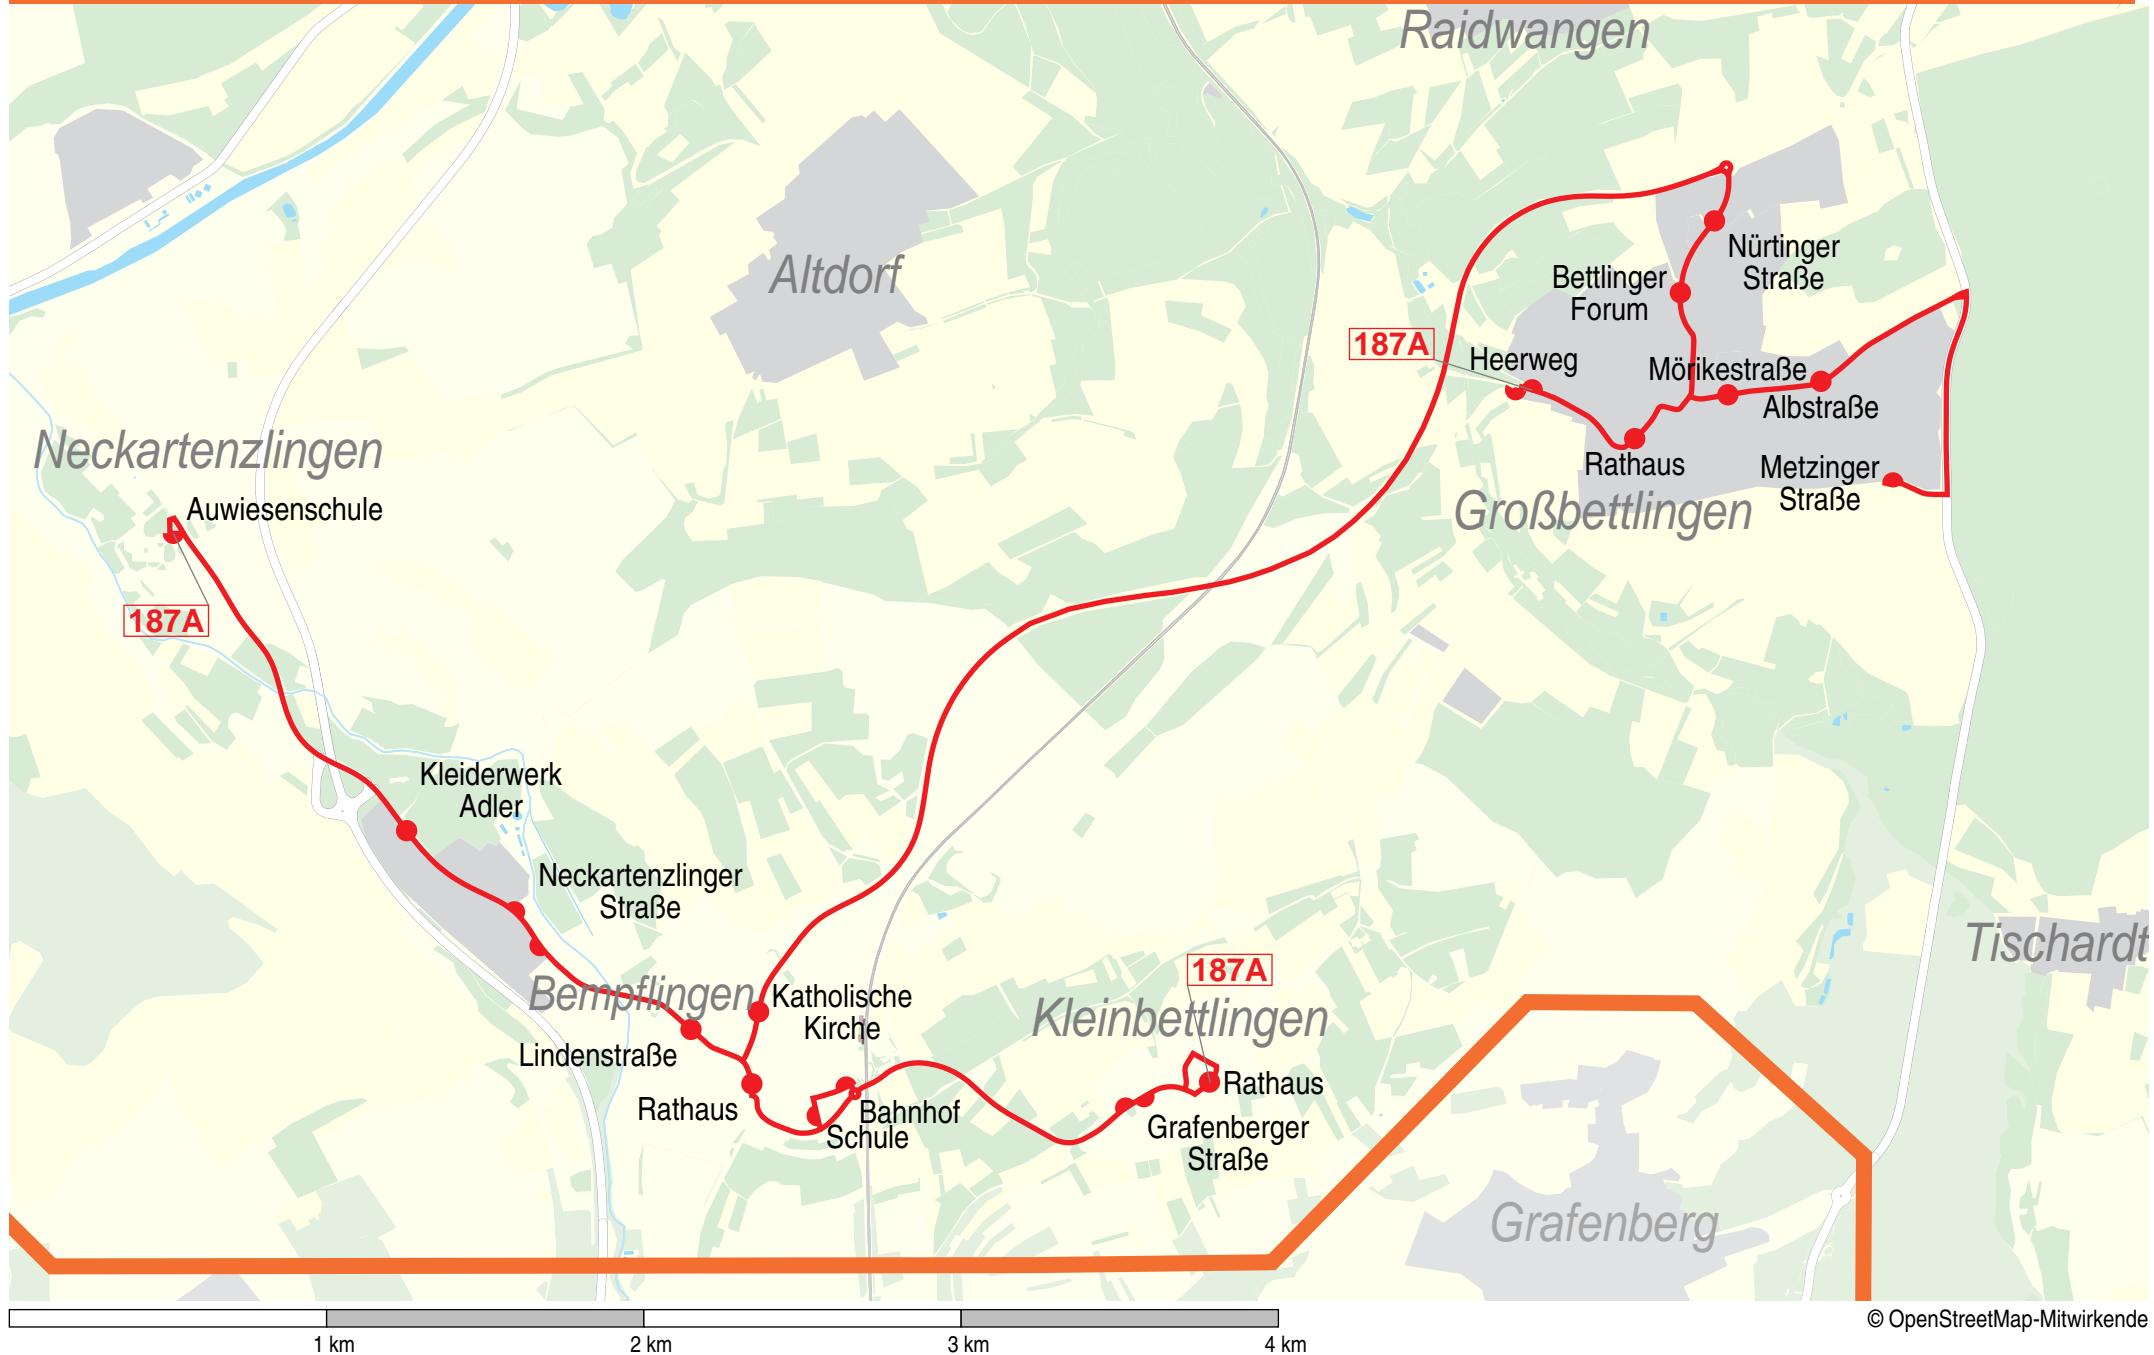 Raidwangen
Nürtinger
Straße
Bettlinger
Forum
Altdorf
187A
Heerweg
Mörikestraße
Albstraße
Rathaus
Metzinger
Straße
Großbettlingen
Neckartenzlingen
Auwiesenschule
187A
Kleiderwerk
Adler
Neckartenzlinger
Straße
Bempflingen
Katholische
Kirche
Lindenstraße
Rathaus
Bahnhof
Schule
187A
Kleinbettlingen
Rathaus
Grafenberger
Straße
Tischardt
Grafenberg
1 km
2 km
3 km
4 km
© OpenStreetMap-Mitwirkende